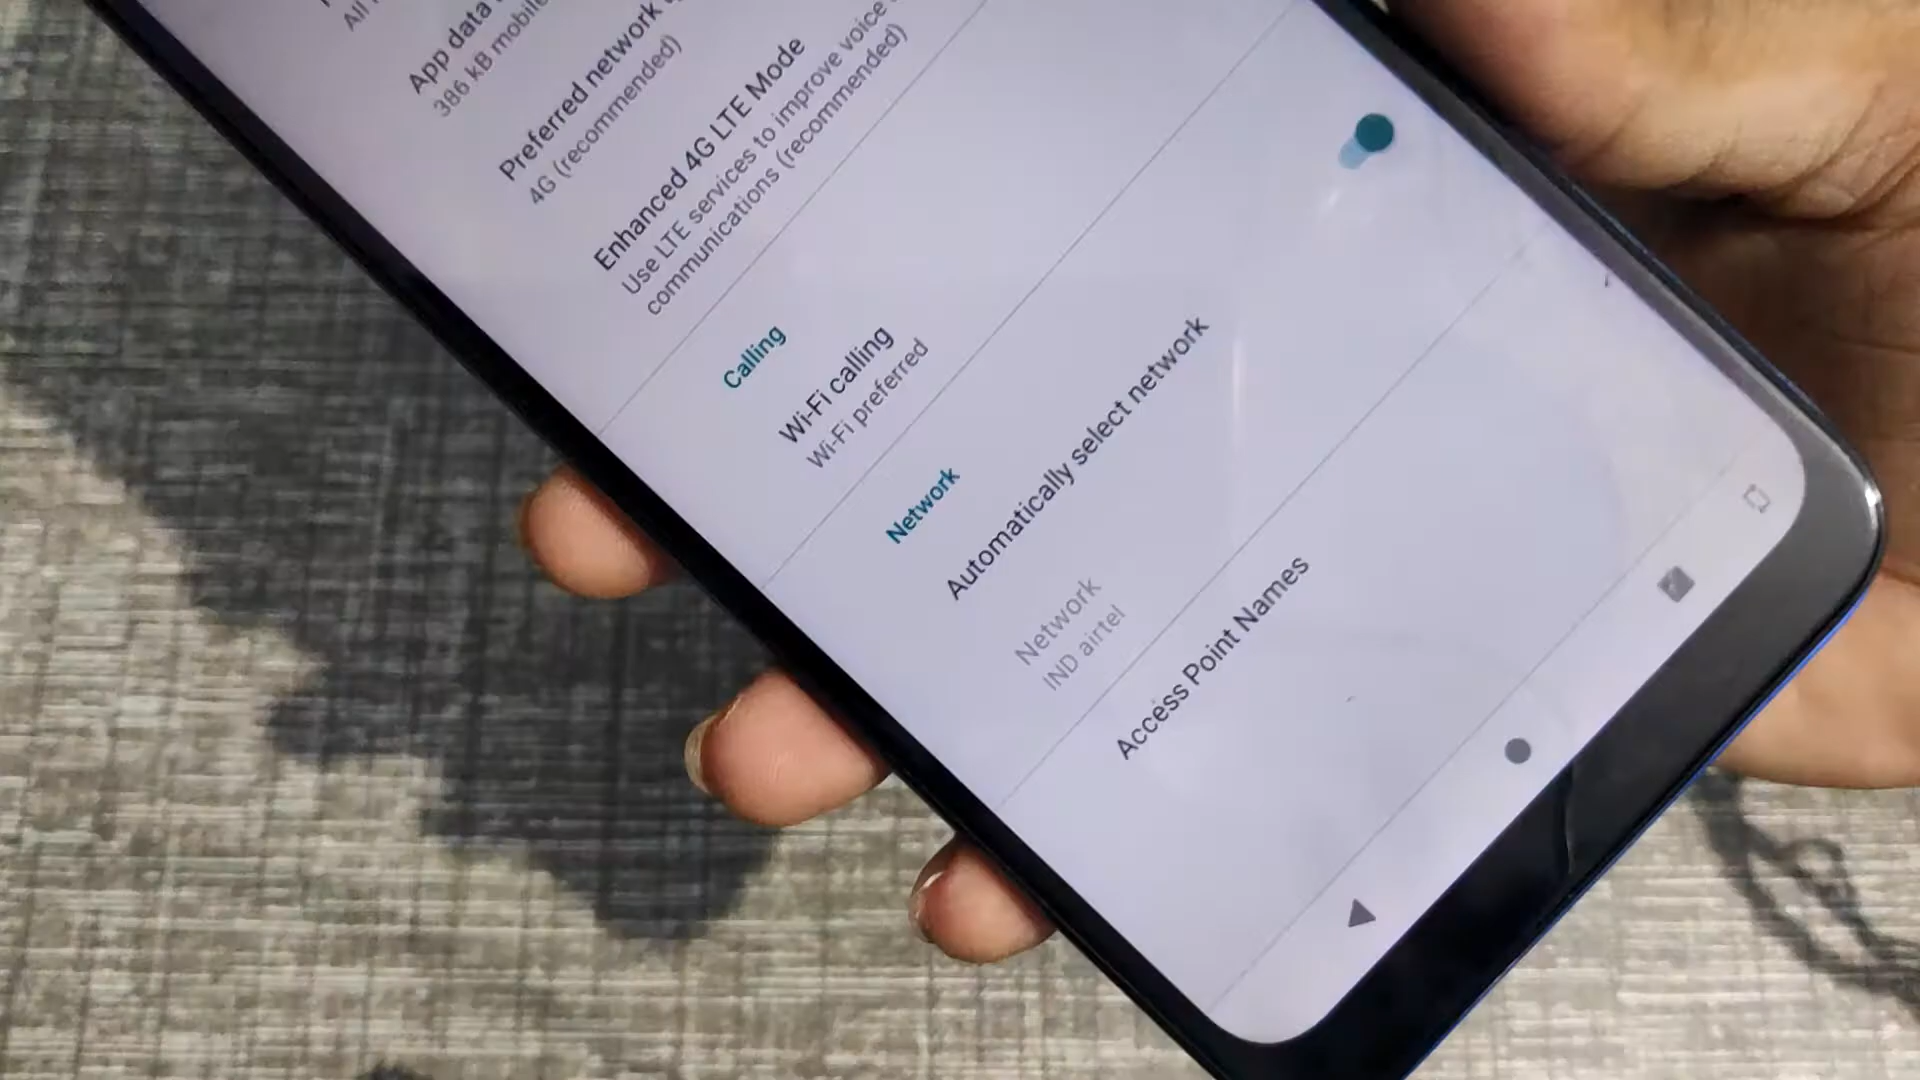 All
App data
386 kB mobile
Preferred network
4G (recommended)
Enhanced 4G LTE Mode
Use LTE services to improve voice
communications (recommended)
Calling
Wi-Fi calling
Wi-Fi preferred
Network
Automatically select network
Network
IND airtel
Access Point Names